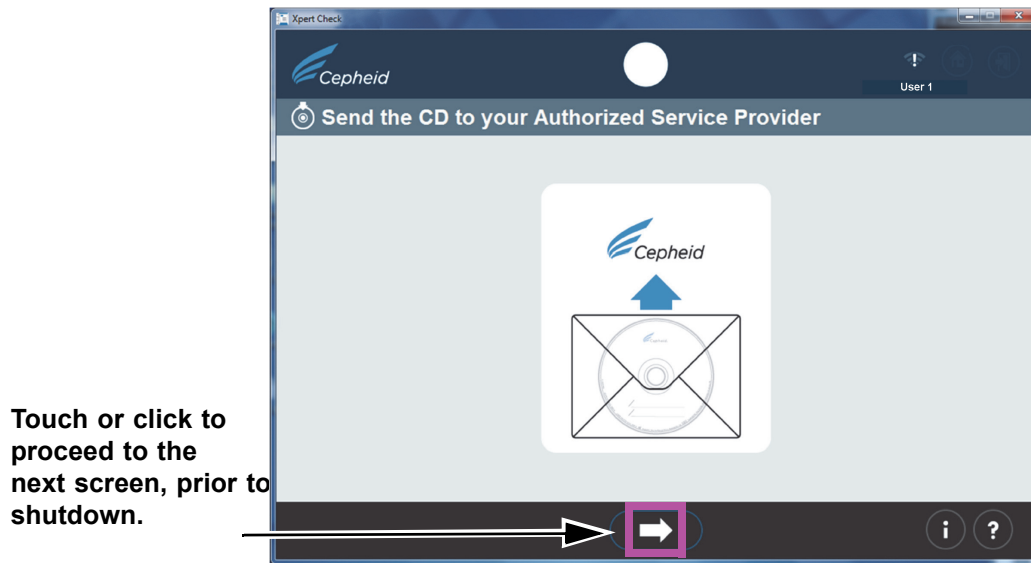 Xpert Check
Cepheid
User 1
Send the CD to your Authorized Service Provider
Cepheid
Touch or click to
proceed to the
next screen, prior to
shutdown.
i ?